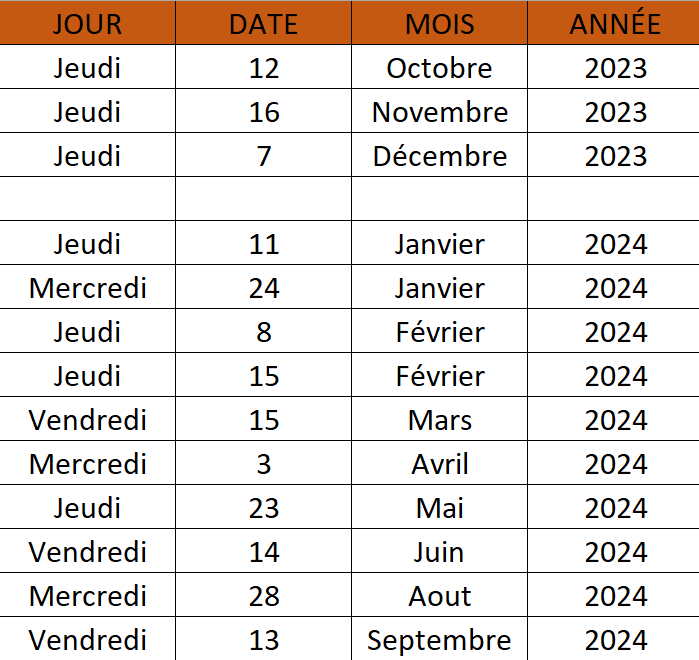 JOUR DATE MOIS ANNÉE
Jeudi 12 Octobre 2023
Jeudi 16 Novembre 2023
Jeudi 7 Décembre 2023
Jeudi 11 Janvier 2024
Mercredi 24 Janvier 2024
Jeudi 8 Février 2024
Jeudi 15 Février 2024
Vendredi 15 Mars 2024
Mercredi 3 Avril 2024
Jeudi 23 Mai 2024
Vendredi 14 Juin 2024
Mercredi 28 Aout 2024
Vendredi 13 Septembre 2024